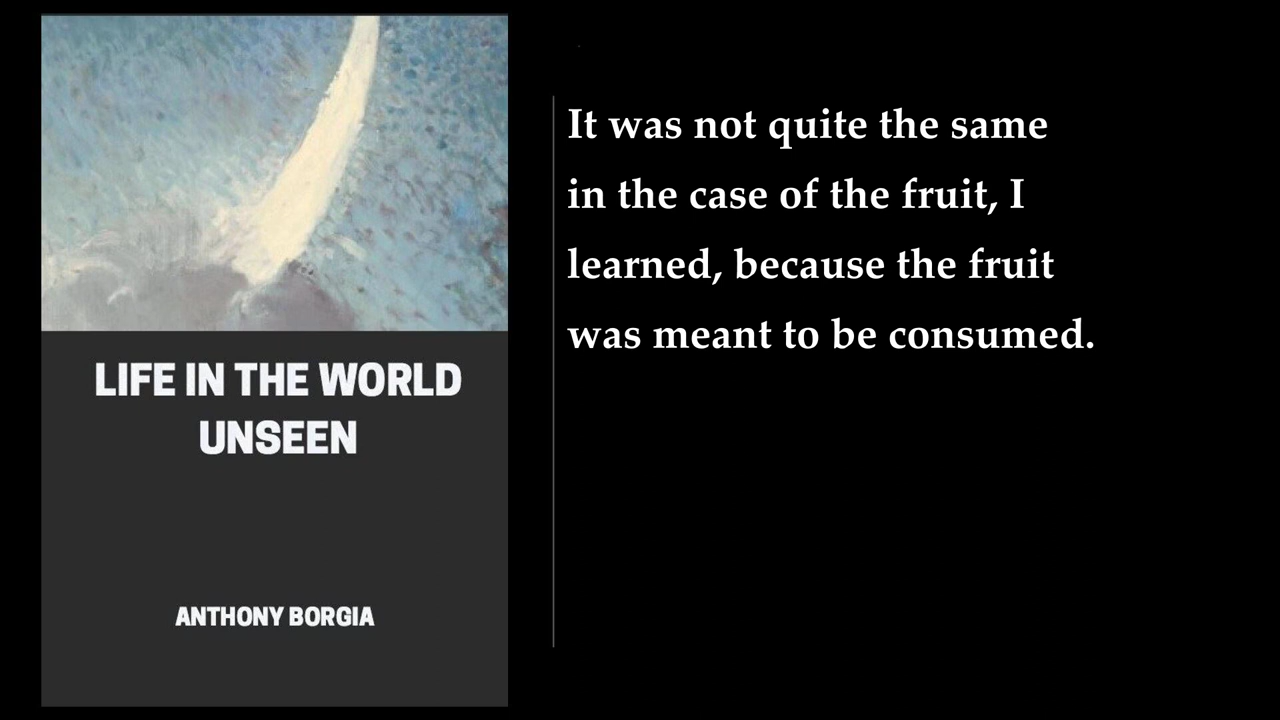 LIFE IN THE WORLD
UNSEEN
ANTHONY BORGIA
It was not quite the same
in the case of the fruit, I
learned, because the fruit
was meant to be consumed.